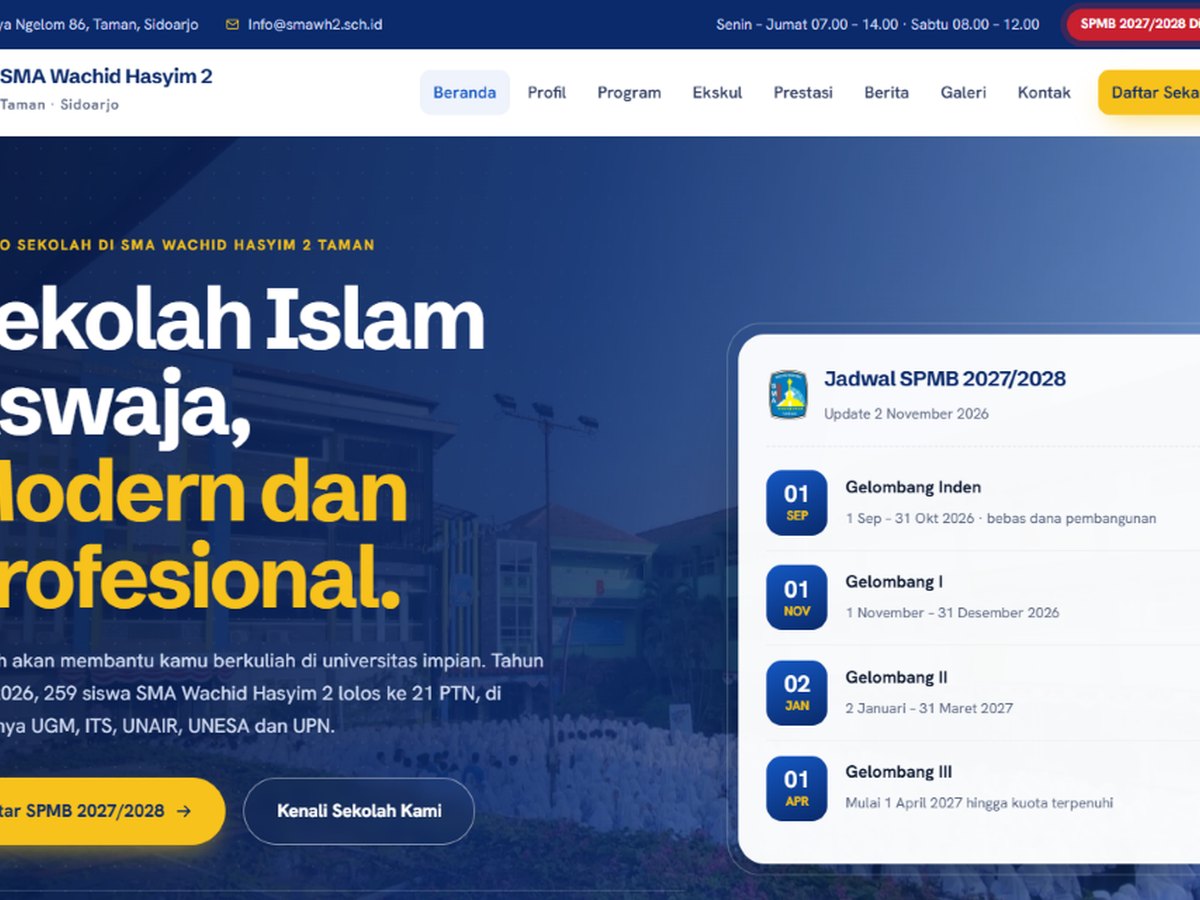 ya Ngelom 86, Taman, Sidoarjo
Info@smawh2.sch.id
Senin – Jumat 07.00 – 14.00 · Sabtu 08.00 – 12.00
SPMB 2027/2028 Di
SMA Wachid Hasyim 2
Taman · Sidoarjo
Beranda
Profil
Program
Ekskul
Prestasi
Berita
Galeri
Kontak
Daftar Seka
O SEKOLAH DI SMA WACHID HASYIM 2 TAMAN
ekolah Islam
swaja,
Modern dan
rofesional.
h akan membantu kamu berkuliah di universitas impian. Tahun
2026, 259 siswa SMA Wachid Hasyim 2 lolos ke 21 PTN, di
nya UGM, ITS, UNAIR, UNESA dan UPN.
tar SPMB 2027/2028 →
Kenali Sekolah Kami
Jadwal SPMB 2027/2028
Update 2 November 2026
01
SEP
Gelombang Inden
1 Sep – 31 Okt 2026 · bebas dana pembangunan
01
NOV
Gelombang I
1 November – 31 Desember 2026
02
JAN
Gelombang II
2 Januari – 31 Maret 2027
01
APR
Gelombang III
Mulai 1 April 2027 hingga kuota terpenuhi